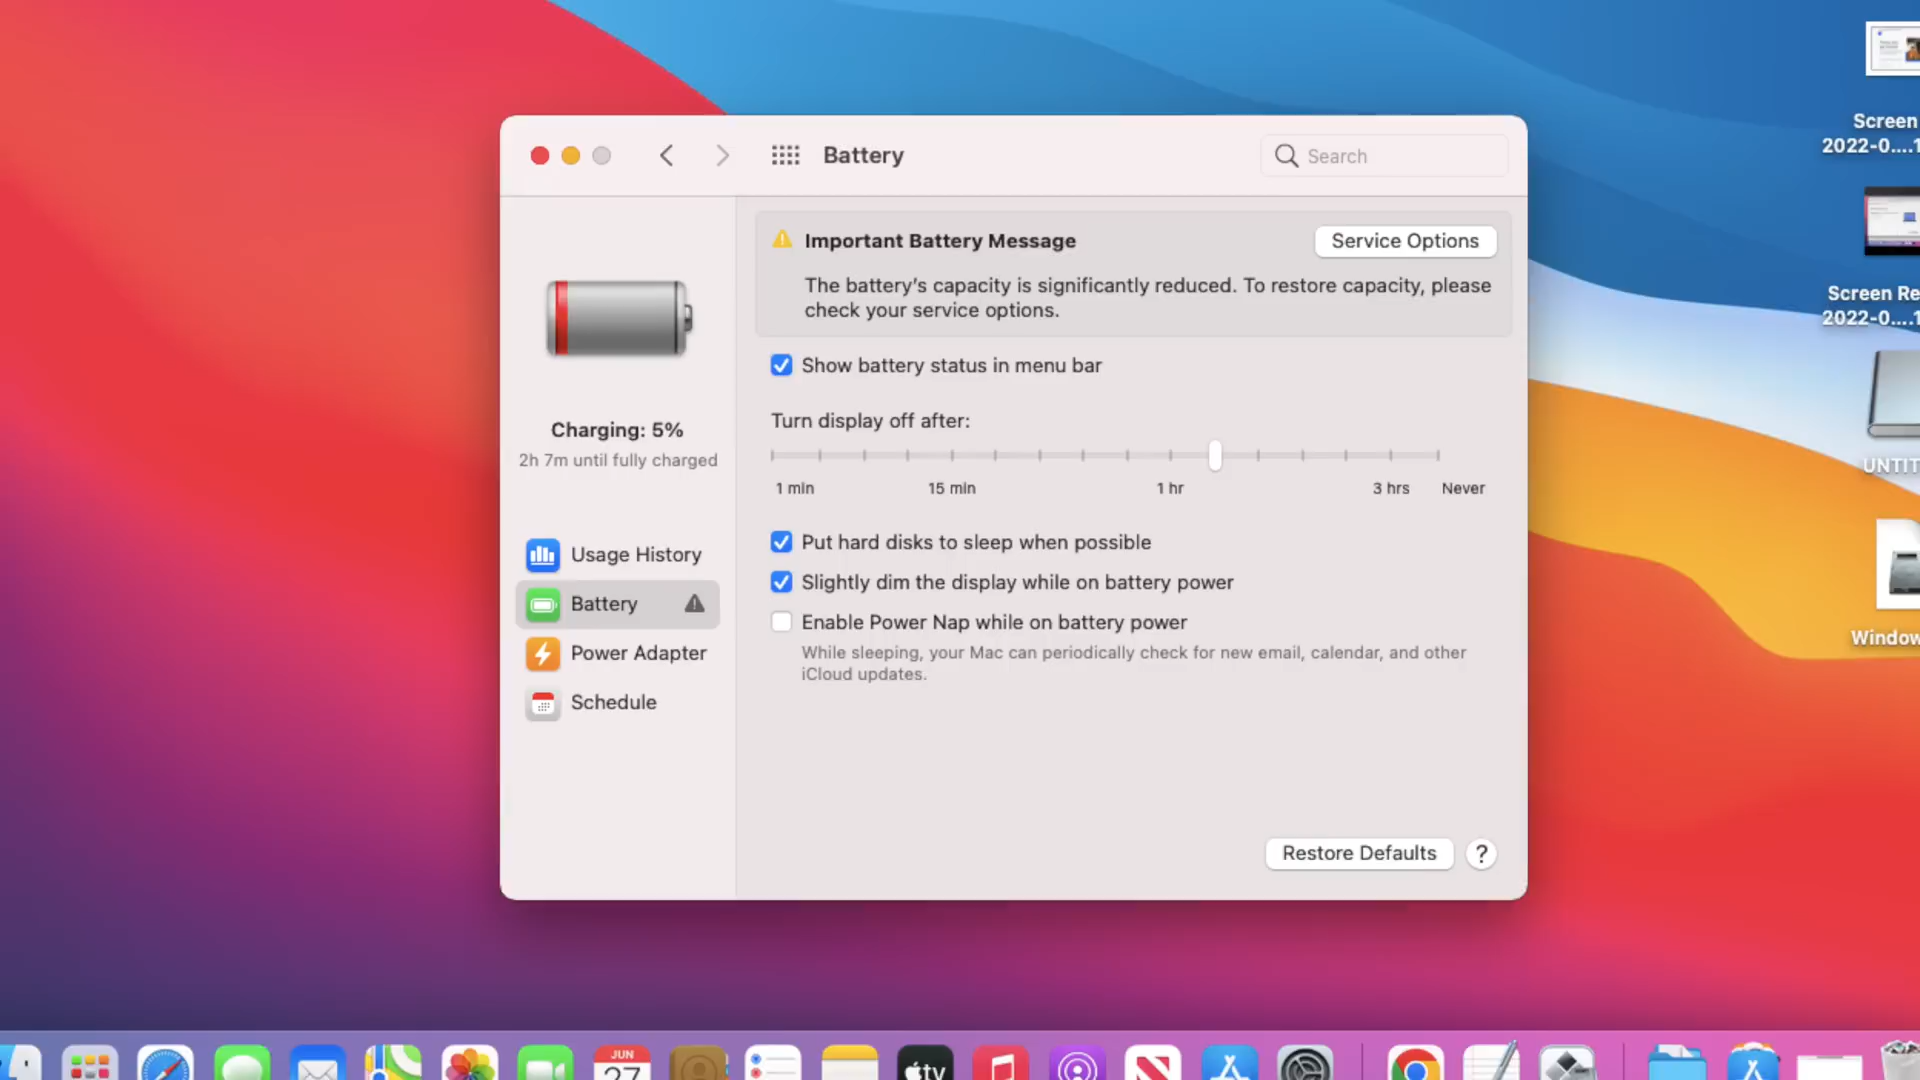 Battery
Search
Important Battery Message
Service Options
The battery's capacity is significantly reduced. To restore capacity, please
check your service options.
Show battery status in menu bar
Turn display off after:
1 min
15 min
1 hr
3 hrs
Never
Put hard disks to sleep when possible
Slightly dim the display while on battery power
Enable Power Nap while on battery power
While sleeping, your Mac can periodically check for new email, calendar, and other
iCloud updates.
Restore Defaults
?
Charging: 5%
2h 7m until fully charged
Usage History
Battery
Power Adapter
Schedule
Screen
2022-0....1
Screen Re
2022-0....1
UNTIT
Window
JUN
27
tv